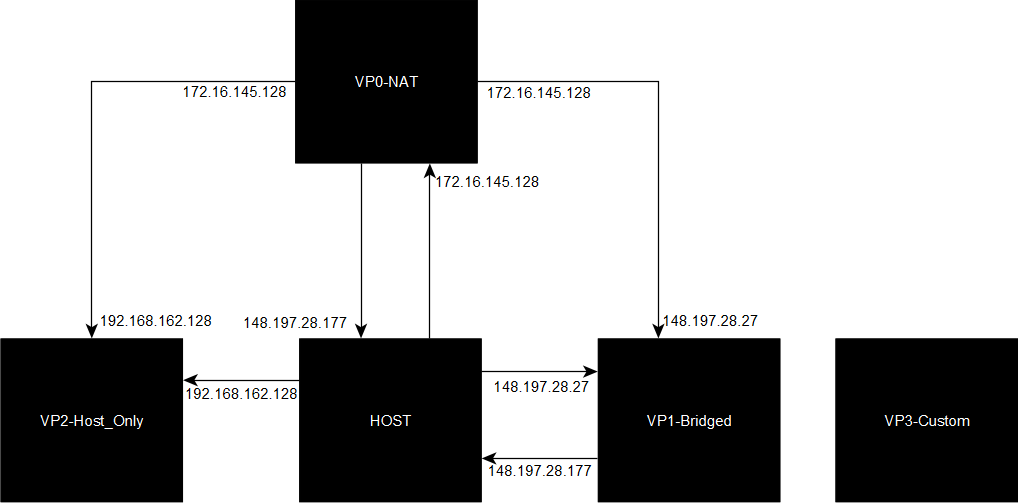 VP0-NAT
172.16.145.128
172.16.145.128
172.16.145.128
192.168.162.128
148.197.28.177
148.197.28.27
192.168.162.128
148.197.28.27
VP2-Host_Only
HOST
VP1-Bridged
VP3-Custom
148.197.28.177